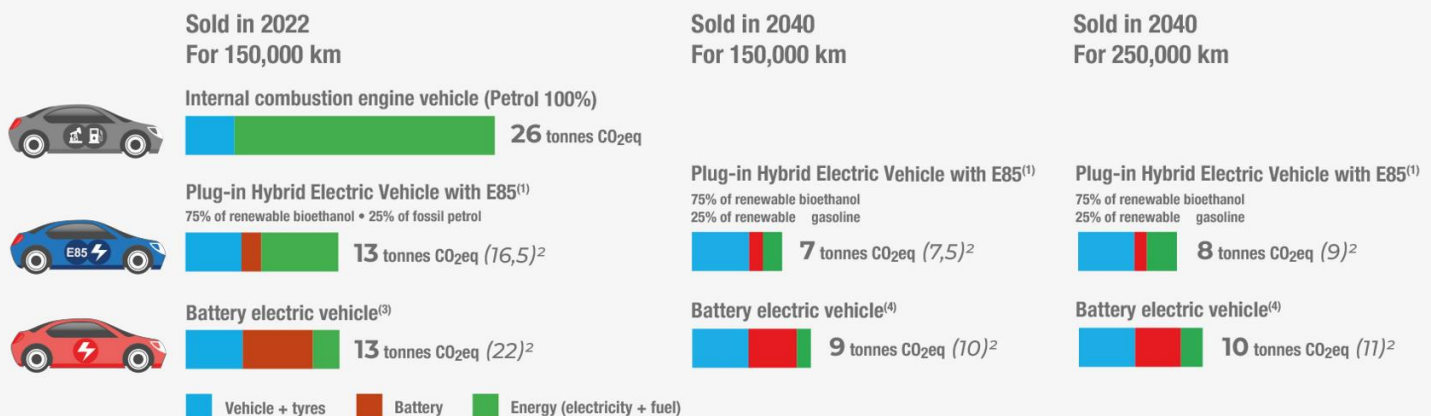 Sold in 2022
For 150,000 km
Sold in 2040
For 150,000 km
Sold in 2040
For 250,000 km
Internal combustion engine vehicle (Petrol 100%)
26 tonnes CO₂eq
Plug-in Hybrid Electric Vehicle with E85⁽¹⁾
75% of renewable bioethanol • 25% of fossil petrol
E85
13 tonnes CO₂eq (16,5)²
Plug-in Hybrid Electric Vehicle with E85⁽¹⁾
75% of renewable bioethanol
25% of renewable gasoline
7 tonnes CO₂eq (7,5)²
Plug-in Hybrid Electric Vehicle with E85⁽¹⁾
75% of renewable bioethanol
25% of renewable gasoline
8 tonnes CO₂eq (9)²
Battery electric vehicle⁽³⁾
13 tonnes CO₂eq (22)²
Battery electric vehicle⁽⁴⁾
9 tonnes CO₂eq (10)²
Battery electric vehicle⁽⁴⁾
10 tonnes CO₂eq (11)²
Vehicle + tyres
Battery
Energy (electricity + fuel)